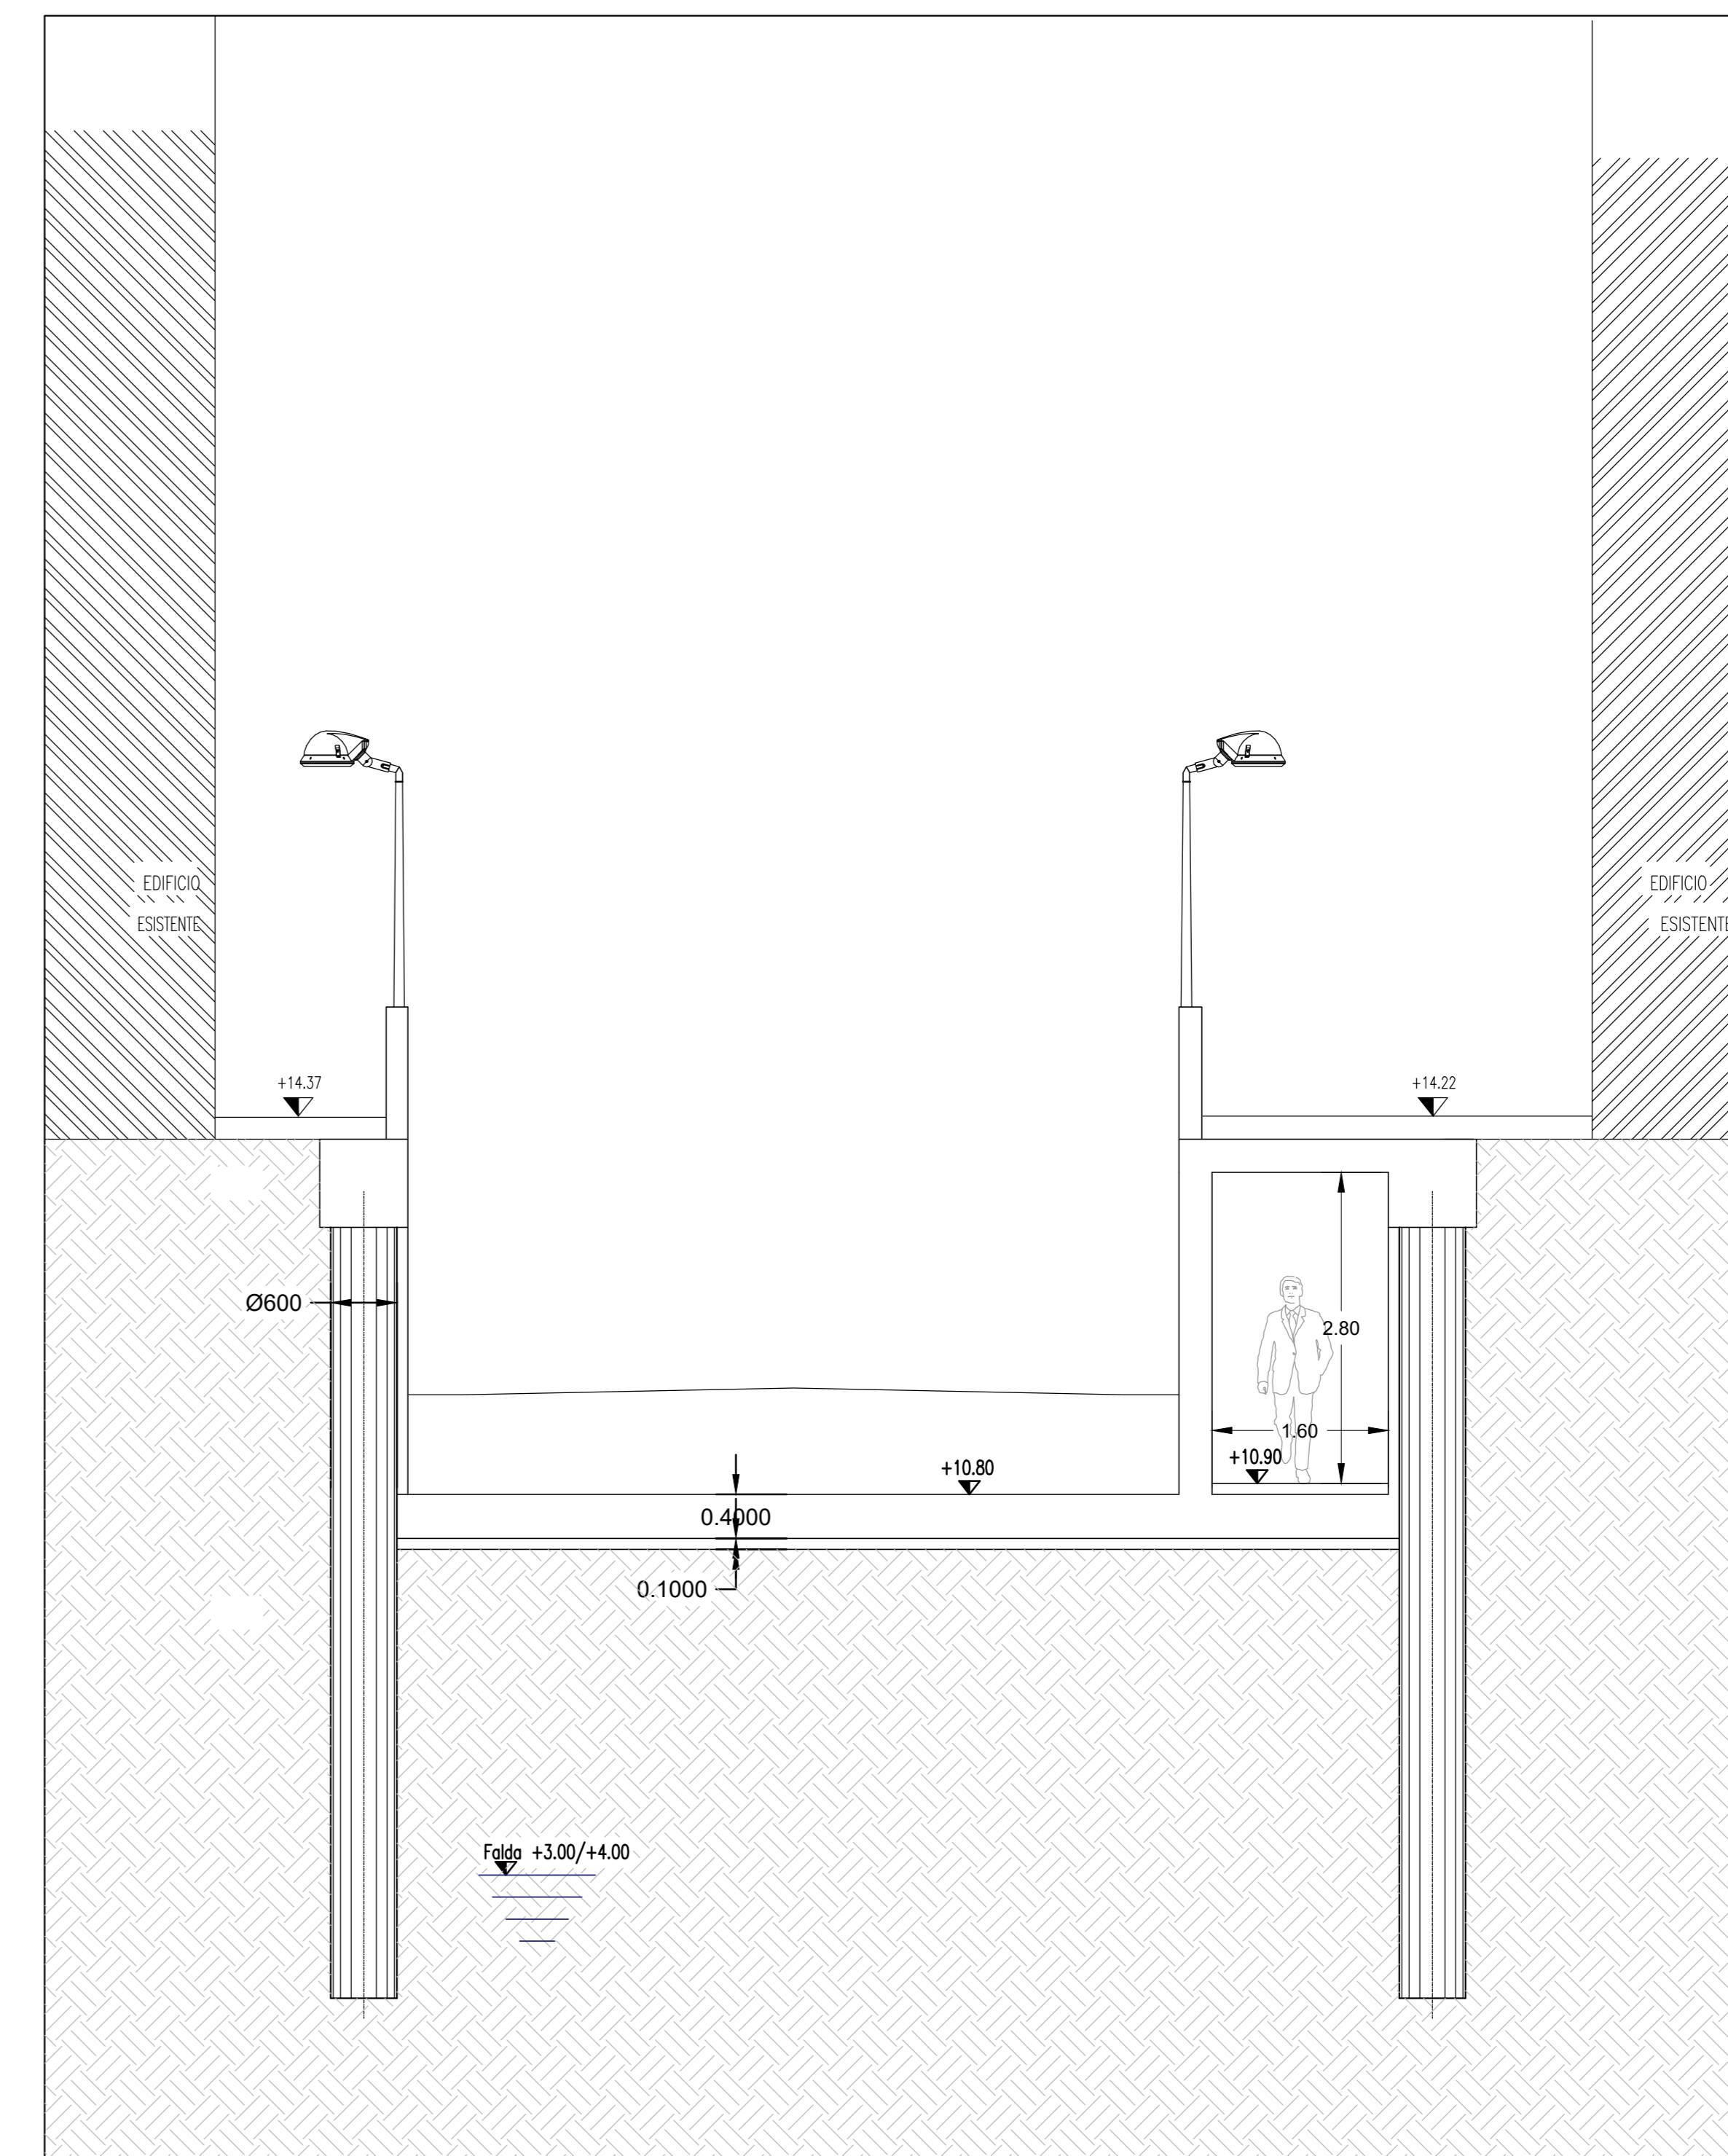 EDIFICIO
ESISTENTE
EDIFICIO
ESISTENTE
+14.37
+14.22
Ø600
2.80
1.60
+10.90
+10.80
0.4000
0.1000
Falda +3.00/+4.00